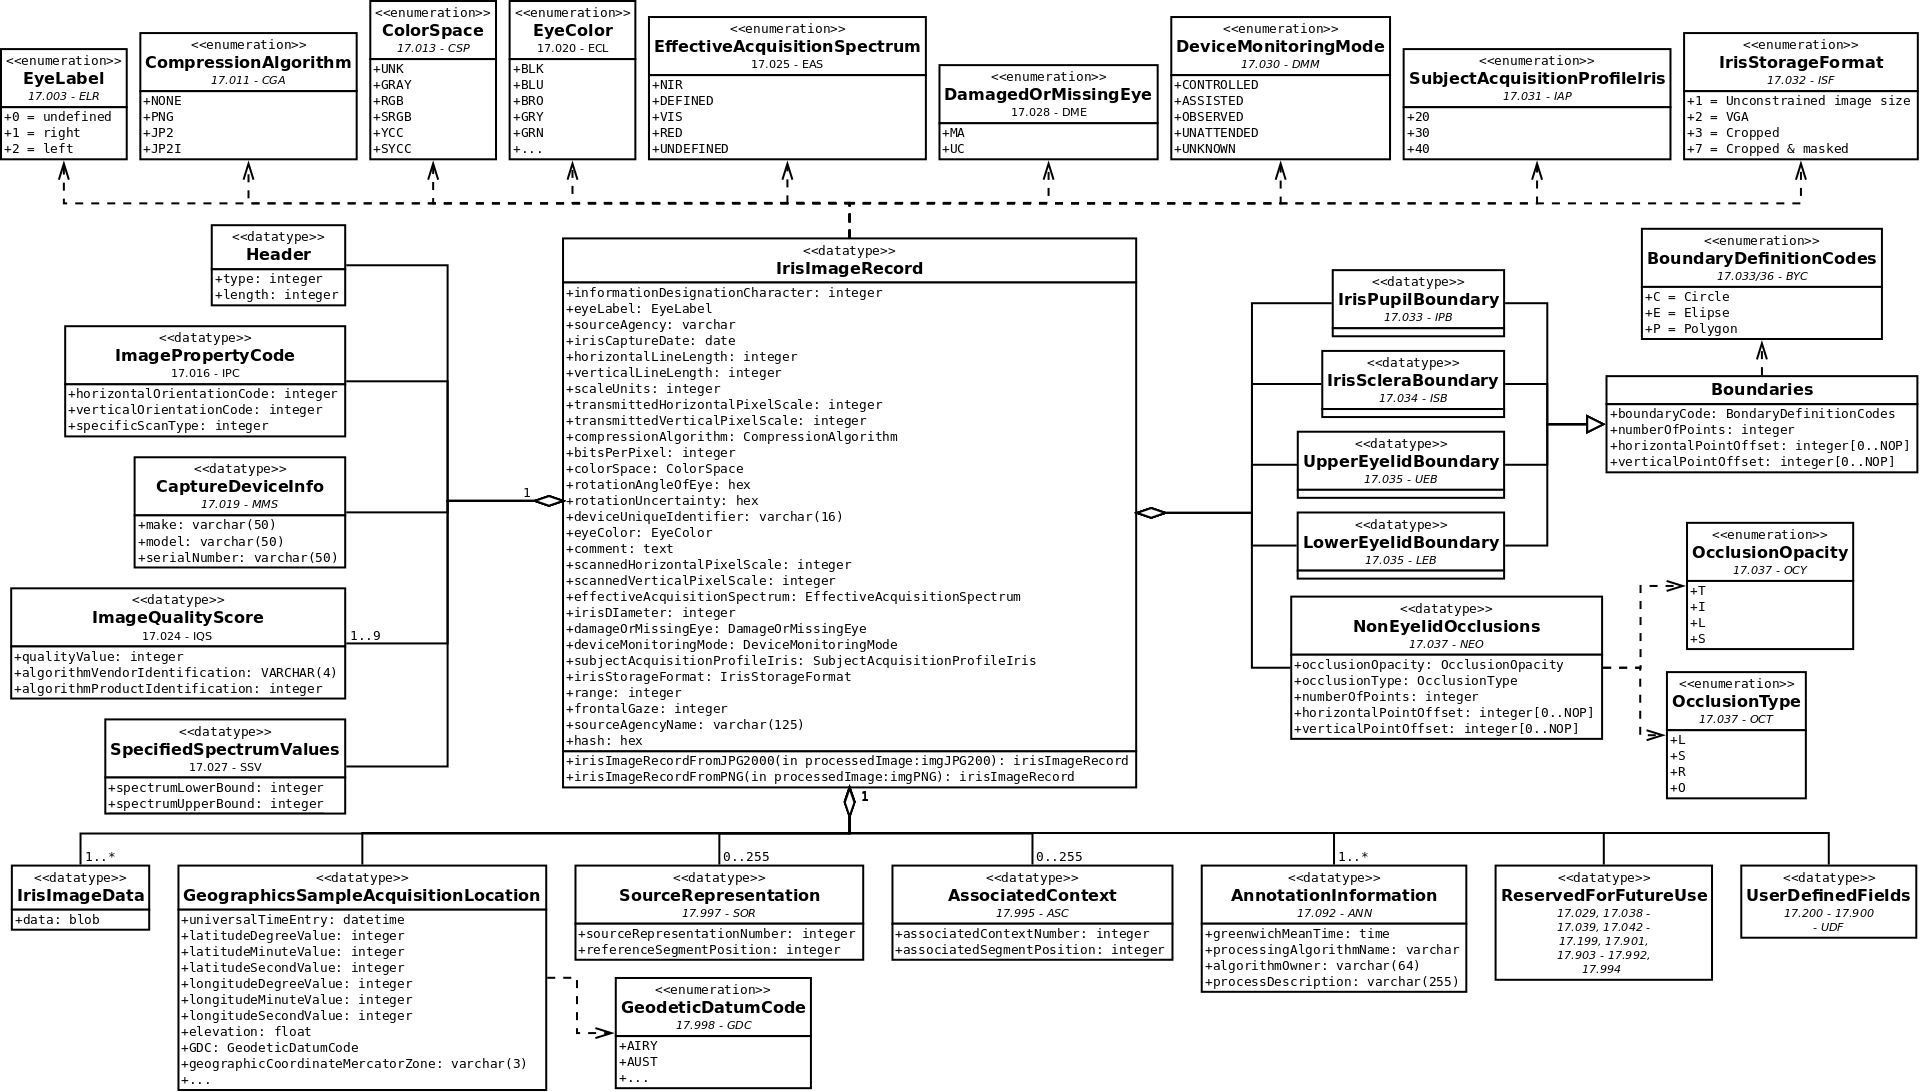 <<enumeration>>
EyeLabel
17.003 - ELR
+0 = undefined
+1 = right
+2 = left
<<enumeration>>
CompressionAlgorithm
17.011 - CGA
+NONE
+PNG
+JP2
+JP2I
<<enumeration>>
ColorSpace
17.013 - CSP
+UNK
+GRAY
+RGB
+SRGB
+YCC
+SYCC
<<enumeration>>
EyeColor
17.020 - ECL
+BLK
+BLU
+BRO
+GRY
+GRN
+...
<<enumeration>>
EffectiveAcquisitionSpectrum
17.025 - EAS
+NIR
+DEFINED
+VIS
+RED
+UNDEFINED
<<enumeration>>
DamagedOrMissingEye
17.028 - DME
+MA
+UC
<<enumeration>>
DeviceMonitoringMode
17.030 - DMM
+CONTROLLED
+ASSISTED
+OBSERVED
+UNATTENDED
+UNKNOWN
<<enumeration>>
SubjectAcquisitionProfileIris
17.031 - IAP
+20
+30
+40
<<enumeration>>
IrisStorageFormat
17.032 - ISF
+1 = Unconstrained image size
+2 = VGA
+3 = Cropped
+7 = Cropped & masked
<<datatype>>
Header
+type: integer
+length: integer
<<datatype>>
ImagePropertyCode
17.016 - IPC
+horizontalOrientationCode: integer
+verticalOrientationCode: integer
+specificScanType: integer
<<datatype>>
CaptureDeviceInfo
17.019 - MMS
+make: varchar(50)
+model: varchar(50)
+serialNumber: varchar(50)
<<datatype>>
ImageQualityScore
17.024 - IQS
+qualityValue: integer
+algorithmVendorIdentification: VARCHAR(4)
+algorithmProductIdentification: integer
1..9
<<datatype>>
SpecifiedSpectrumValues
17.027 - SSV
+spectrumLowerBound: integer
+spectrumUpperBound: integer
1
<<datatype>>
IrisImageRecord
+informationDesignationCharacter: integer
+eyeLabel: EyeLabel
+sourceAgency: varchar
+irisCaptureDate: date
+horizontalLineLength: integer
+verticalLineLength: integer
+scaleUnits: integer
+transmittedHorizontalPixelScale: integer
+transmittedVerticalPixelScale: integer
+compressionAlgorithm: CompressionAlgorithm
+bitsPerPixel: integer
+colorSpace: ColorSpace
+rotationAngleOfEye: hex
+rotationUncertainty: hex
+deviceUniqueIdentifier: varchar(16)
+eyeColor: EyeColor
+comment: text
+scannedHorizontalPixelScale: integer
+scannedVerticalPixelScale: integer
+effectiveAcquisitionSpectrum: EffectiveAcquisitionSpectrum
+irisDIameter: integer
+damageOrMissingEye: DamageOrMissingEye
+deviceMonitoringMode: DeviceMonitoringMode
+subjectAcquisitionProfileIris: SubjectAcquisitionProfileIris
+irisStorageFormat: IrisStorageFormat
+range: integer
+frontalGaze: integer
+sourceAgencyName: varchar(125)
+hash: hex
+irisImageRecordFromJPG2000(in processedImage:imgJPG200): irisImageRecord
+irisImageRecordFromPNG(in processedImage:imgPNG): irisImageRecord
1
<<datatype>>
IrisPupilBoundary
17.033 - IPB
<<datatype>>
IrisScleraBoundary
17.034 - ISB
<<datatype>>
UpperEyelidBoundary
17.035 - UEB
<<datatype>>
LowerEyelidBoundary
17.035 - LEB
<<datatype>>
NonEyelidOcclusions
17.037 - NEO
+occlusionOpacity: OcclusionOpacity
+occlusionType: OcclusionType
+numberOfPoints: integer
+horizontalPointOffset: integer[0..NOP]
+verticalPointOffset: integer[0..NOP]
<<enumeration>>
BoundaryDefinitionCodes
17.033/36 - BYC
+C = Circle
+E = Elipse
+P = Polygon
Boundaries
+boundaryCode: BondaryDefinitionCodes
+numberOfPoints: integer
+horizontalPointOffset: integer[0..NOP]
+verticalPointOffset: integer[0..NOP]
<<enumeration>>
OcclusionOpacity
17.037 - OCY
+T
+I
+L
+S
<<enumeration>>
OcclusionType
17.037 - OCT
+L
+S
+R
+O
1..*
<<datatype>>
IrisImageData
+data: blob
<<datatype>>
GeographicsSampleAcquisitionLocation
+universalTimeEntry: datetime
+latitudeDegreeValue: integer
+latitudeMinuteValue: integer
+latitudeSecondValue: integer
+longitudeDegreeValue: integer
+longitudeMinuteValue: integer
+longitudeSecondValue: integer
+elevation: float
+GDC: GeodeticDatumCode
+geographicCoordinateMercatorZone: varchar(3)
+...
0..255
<<datatype>>
SourceRepresentation
17.997 - SOR
+sourceRepresentationNumber: integer
+referenceSegmentPosition: integer
<<enumeration>>
GeodeticDatumCode
17.998 - GDC
+AIRY
+AUST
+...
0..255
<<datatype>>
AssociatedContext
17.995 - ASC
+associatedContextNumber: integer
+associatedSegmentPosition: integer
1..*
<<datatype>>
AnnotationInformation
17.092 - ANN
+greenwichMeanTime: time
+processingAlgorithmName: varchar
+algorithmOwner: varchar(64)
+processDescription: varchar(255)
<<datatype>>
ReservedForFutureUse
17.029, 17.038 -
17.039, 17.042 -
17.199, 17.901,
17.903 - 17.992,
17.994
<<datatype>>
UserDefinedFields
17.200 - 17.900
- UDF